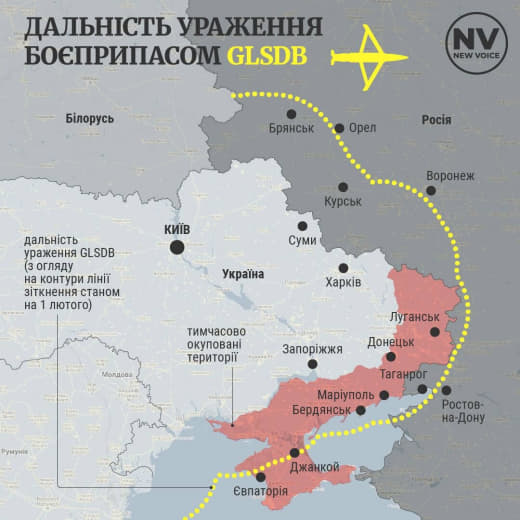 ДАЛЬНІСТЬ УРАЖЕННЯ
БОЄПРИПАСОМ GLSDB
NV
NEW VOICE
Білорусь
Росія
Брянськ
Орел
Воронеж
Курськ
КИЇВ
Суми
Україна
Харків
дальність
ураження GLSDB
(з огляду
на контури лінії
зіткнення станом
на 1 лютого)
Луганськ
тимчасово
окуповані
території
Запоріжжя
Донецьк
Таганрог
Маріуполь
Бердянськ
Ростов-
на-Дону
Молдова
Румунія
Джанкой
Євпаторія